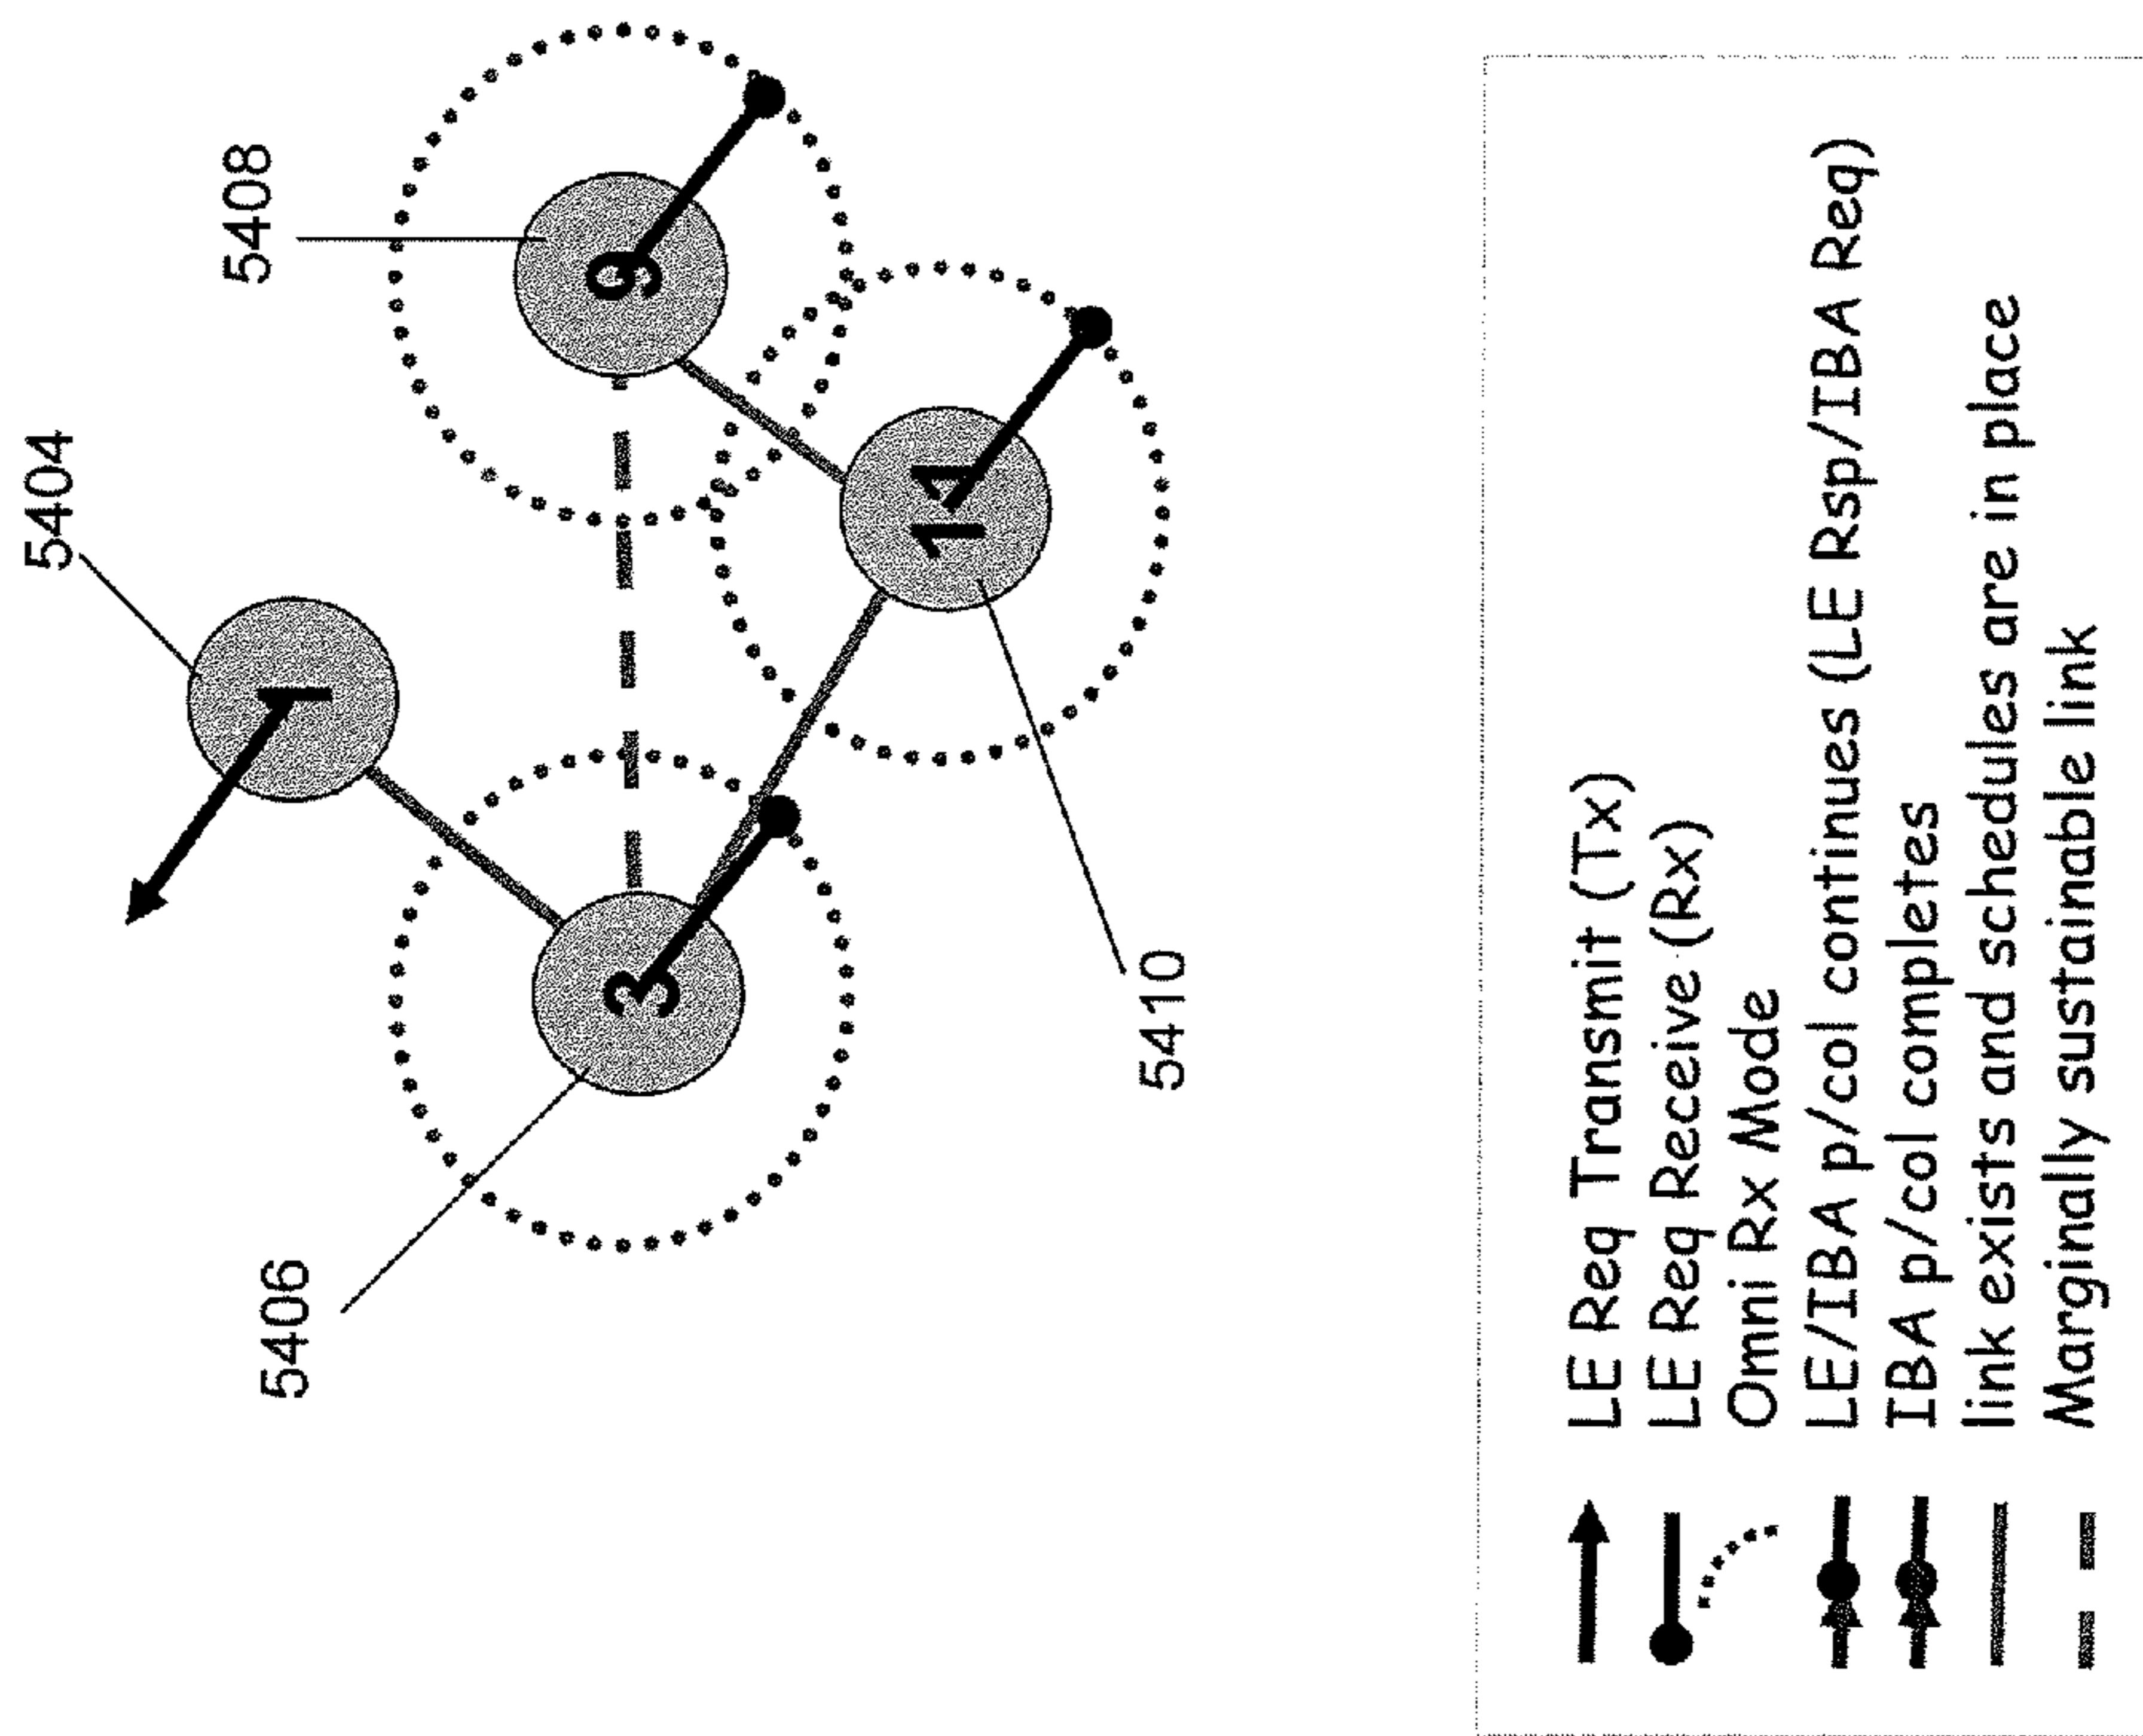 5404
5408
1
9
3
11
5406
5410
LE Req Transmit (Tx)
LE Req Receive (Rx)
Omni Rx Mode
LE/IBA p/col continues (LE Rsp/IBA Req)
IBA p/col completes
link exists and schedules are in place
Marginally sustainable link